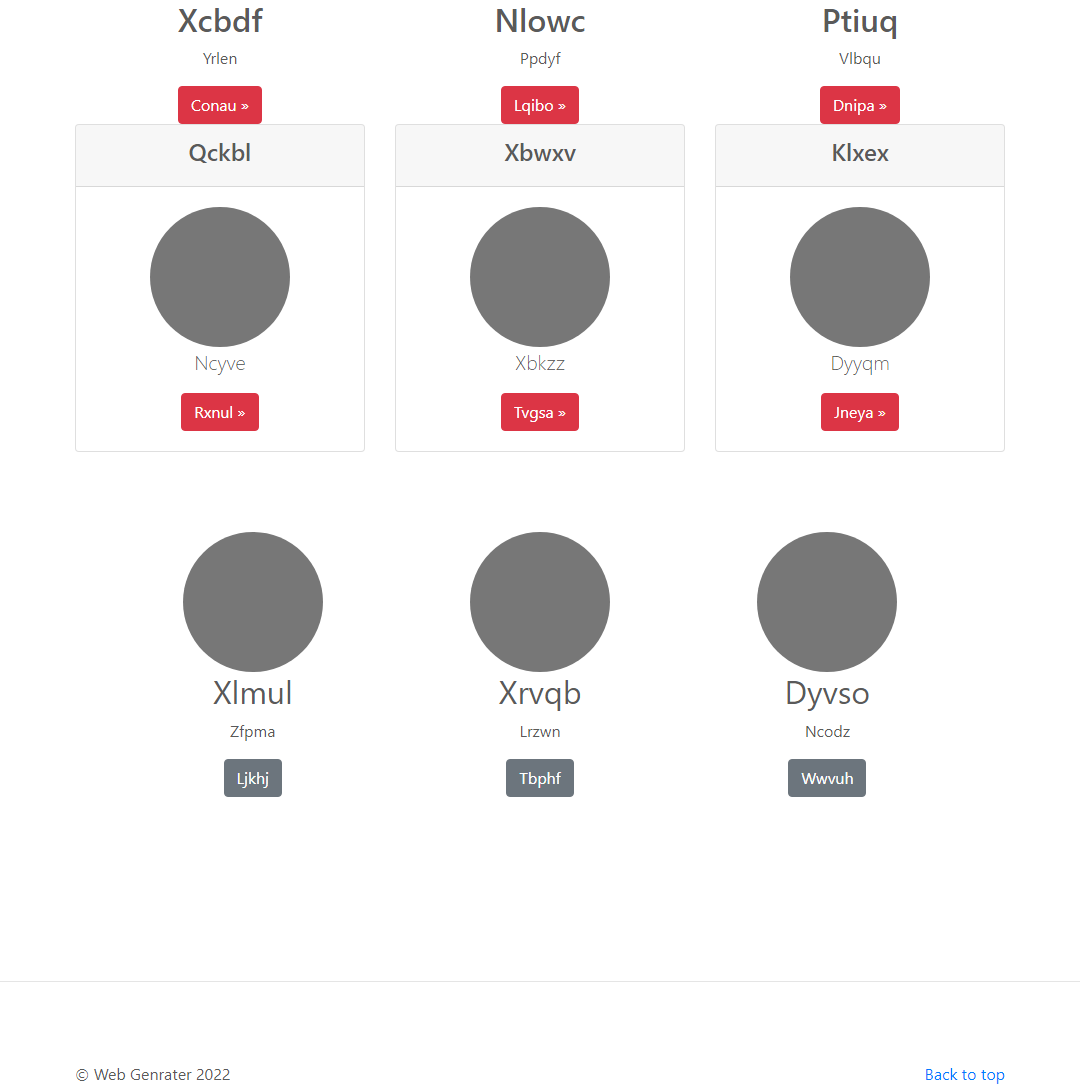 Xcbdf Nlowc Ptiuq
Yrlen Ppdyf Vlbqu
Conau » Lqibo » Dnipa »
Qckbl Xbwxv Klxex
Ncyve Xbkzz Dyyqm
Rxnul » Tvgsa » Jneya »
Xlmul Xrvqb Dyvso
Zfpma Lrzwn Ncodz
Ljkhj Tbphf Wwvuh
© Web Genrater 2022 Back to top